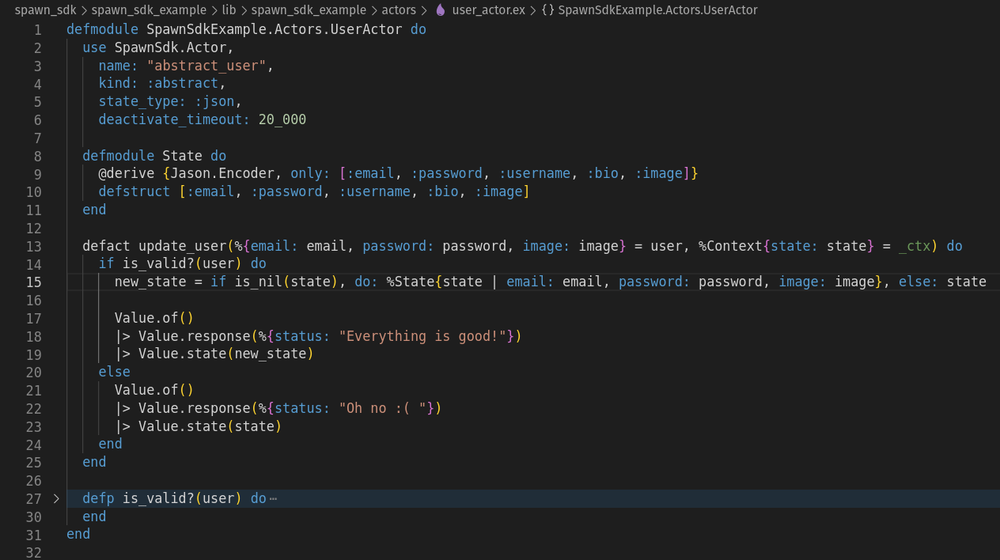 spawn_sdk > spawn_sdk_example > lib > spawn_sdk_example > actors > user_actor.ex > {} SpawnSdkExample.Actors.UserActor
1 defmodule SpawnSdkExample.Actors.UserActor do
2   use SpawnSdk.Actor,
3     name: "abstract_user",
4     kind: :abstract,
5     state_type: :json,
6     deactivate_timeout: 20_000
7
8   defmodule State do
9     @derive {Jason.Encoder, only: [:email, :password, :username, :bio, :image]}
10     defstruct [:email, :password, :username, :bio, :image]
11   end
12
13   defact update_user(%{email: email, password: password, image: image} = user, %Context{state: state} = _ctx) do
14     if is_valid?(user) do
15       new_state = if is_nil(state), do: %State{state | email: email, password: password, image: image}, else: state
16
17       Value.of()
18       |> Value.response(%{status: "Everything is good!"})
19       |> Value.state(new_state)
20     else
21       Value.of()
22       |> Value.response(%{status: "Oh no :( "})
23       |> Value.state(state)
24     end
25   end
26
27 >   defp is_valid?(user) do ⋯
30   end
31 end
32